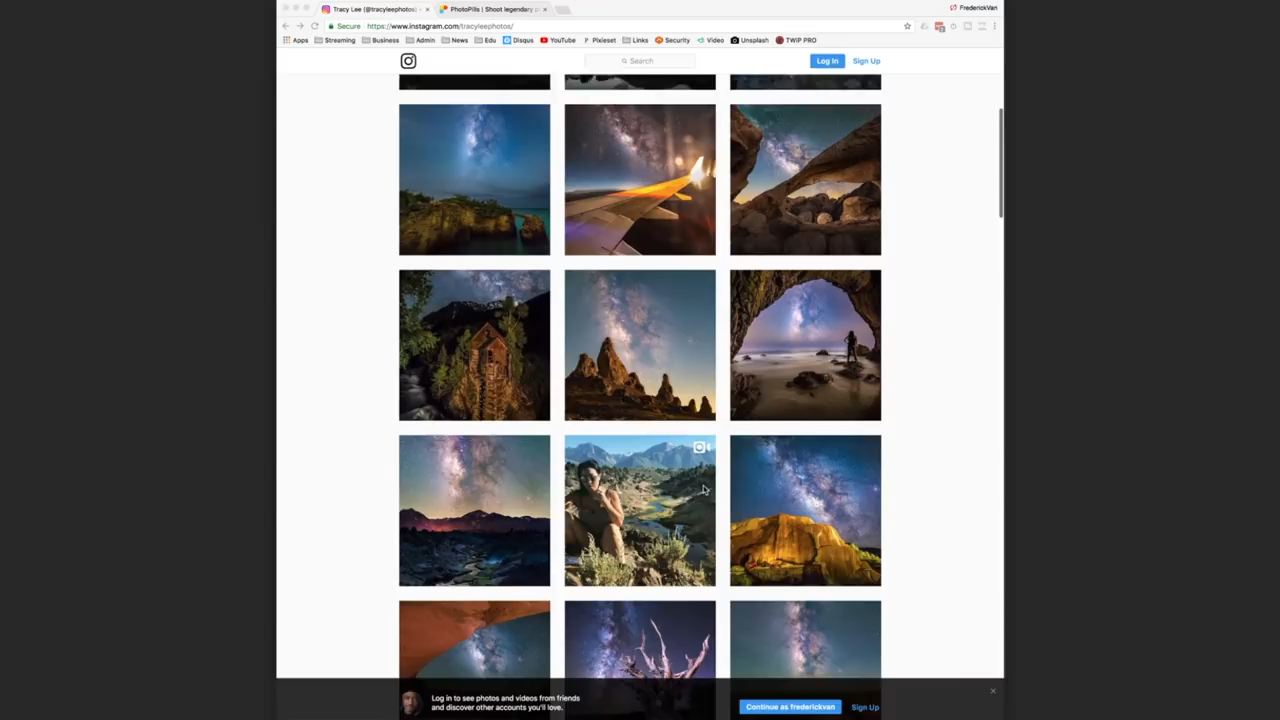 Tracy Lee (@tracyleephotos)
PhotoPills | Shoot legendary
FrederickVan
Secure
https://www.instagram.com/tracyleephotos/
Apps Streaming Business Admin News Edu Disqus YouTube Pixieset Links Security Video Unsplash TWiP PRO
Search
Log In Sign Up
Log in to see photos and videos from friends
and discover other accounts you'll love.
Continue as frederickvan
Sign Up